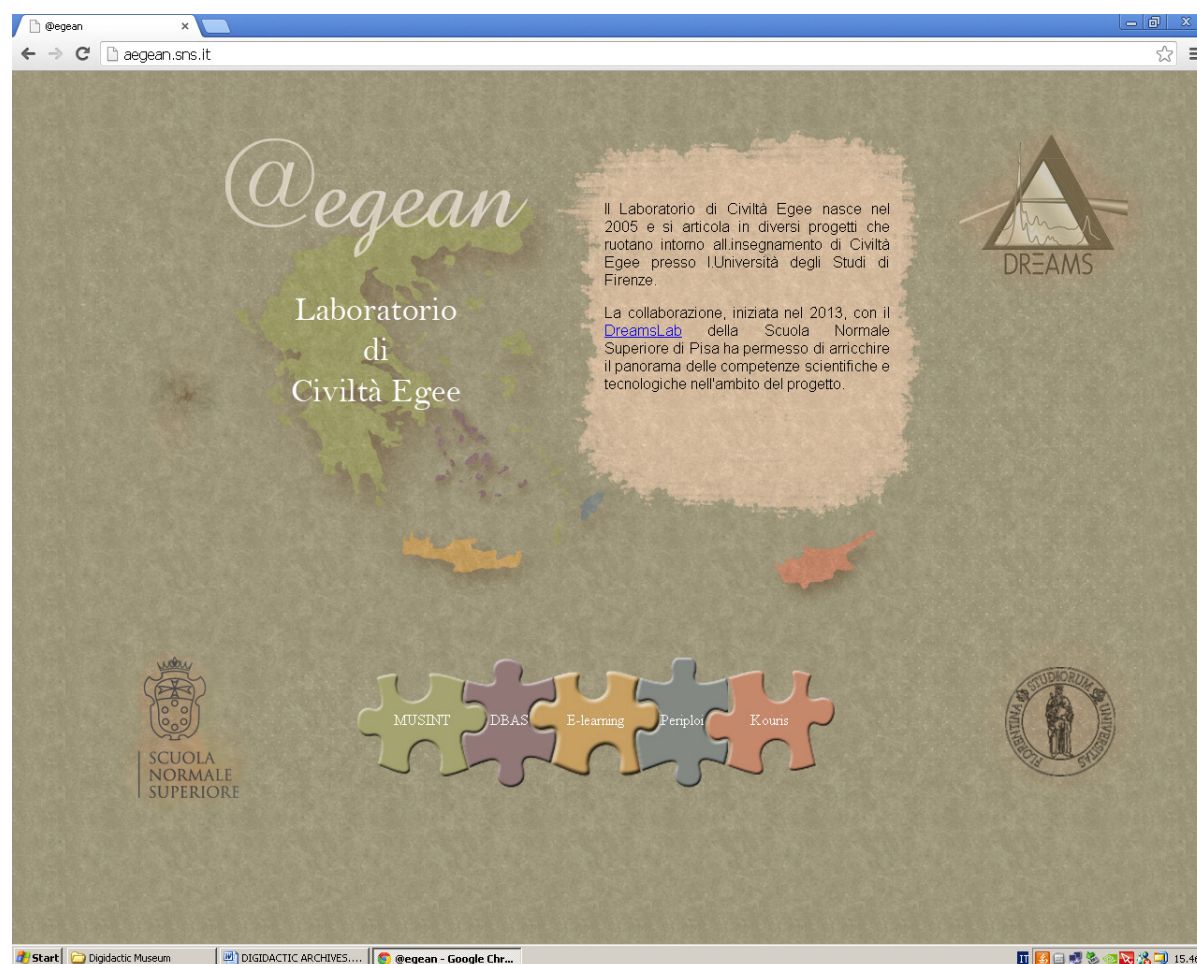 @egean
aegean.sns.it
@egean
Laboratorio
di
Civiltà Egee
Il Laboratorio di Civiltà Egee nasce nel
2005 e si articola in diversi progetti che
ruotano intorno all.insegnamento di Civiltà
Egee presso l.Università degli Studi di
Firenze.
La collaborazione, iniziata nel 2013, con il
DreamsLab della Scuola Normale
Superiore di Pisa ha permesso di arricchire
il panorama delle competenze scientifiche e
tecnologiche nell'ambito del progetto.
DREAMS
SCUOLA
NORMALE
SUPERIORE
MUSINT DBAS E-learning Periploi Kouris
FLORENTINA STUDIORUM UNIVERSITAS
Start Digidactic Museum DIGIDACTIC ARCHIVES.... @egean - Google Chr... IT 15.46